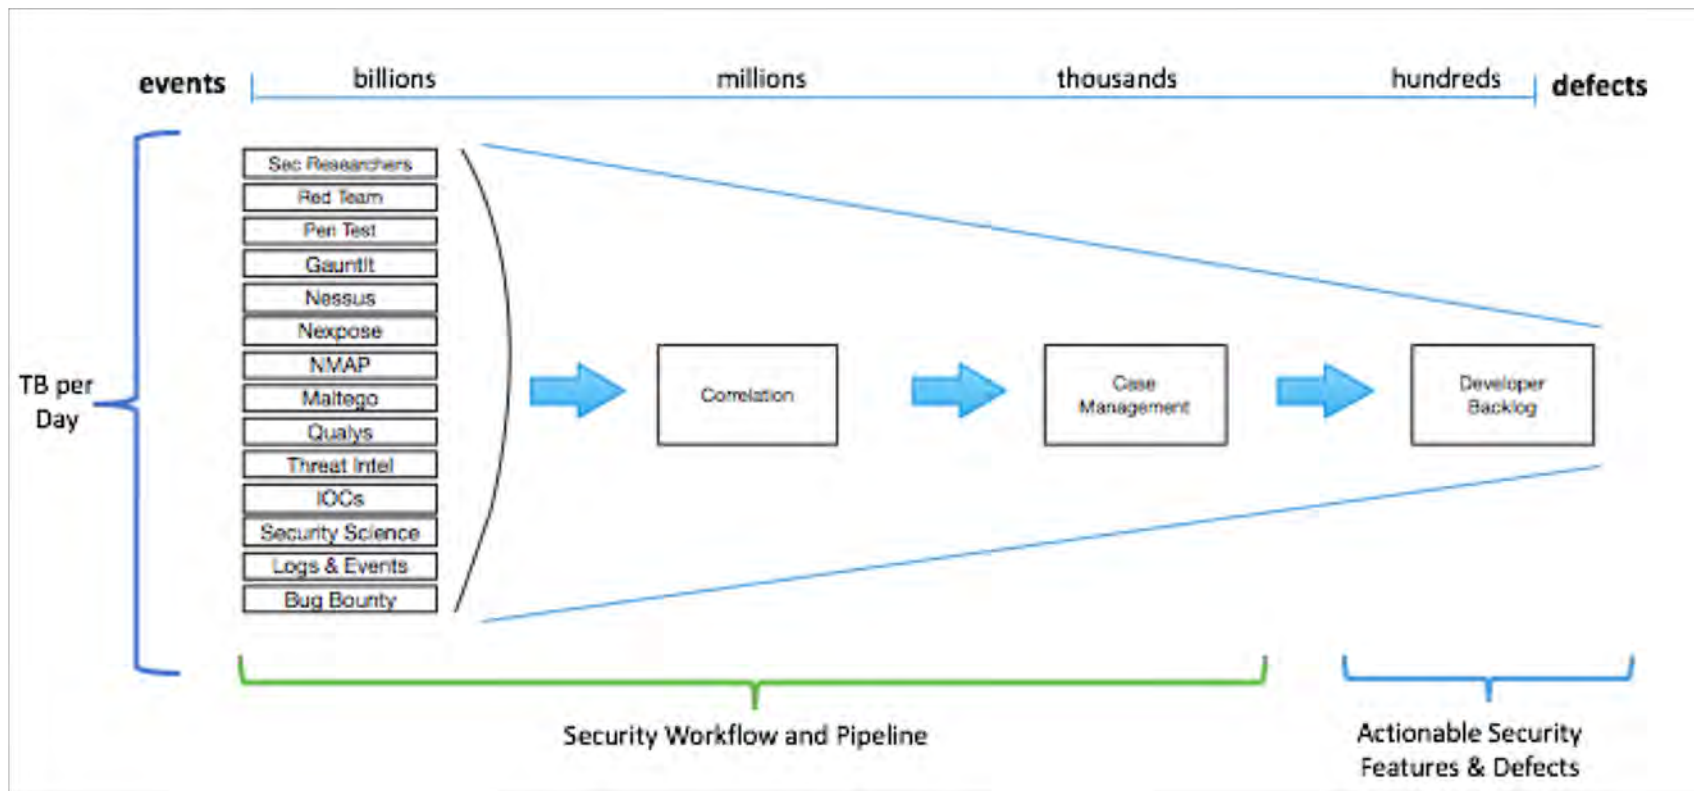 events billions millions thousands hundreds defects
Sec Researchers
Red Team
Pen Test
Gauntlt
Nessus
Nexpose
NMAP
Maltego
Qualys
Threat Intel
IOCs
Security Science
Logs & Events
Bug Bounty
TB per
Day
Correlation
Case
Management
Developer
Backlog
Security Workflow and Pipeline
Actionable Security
Features & Defects